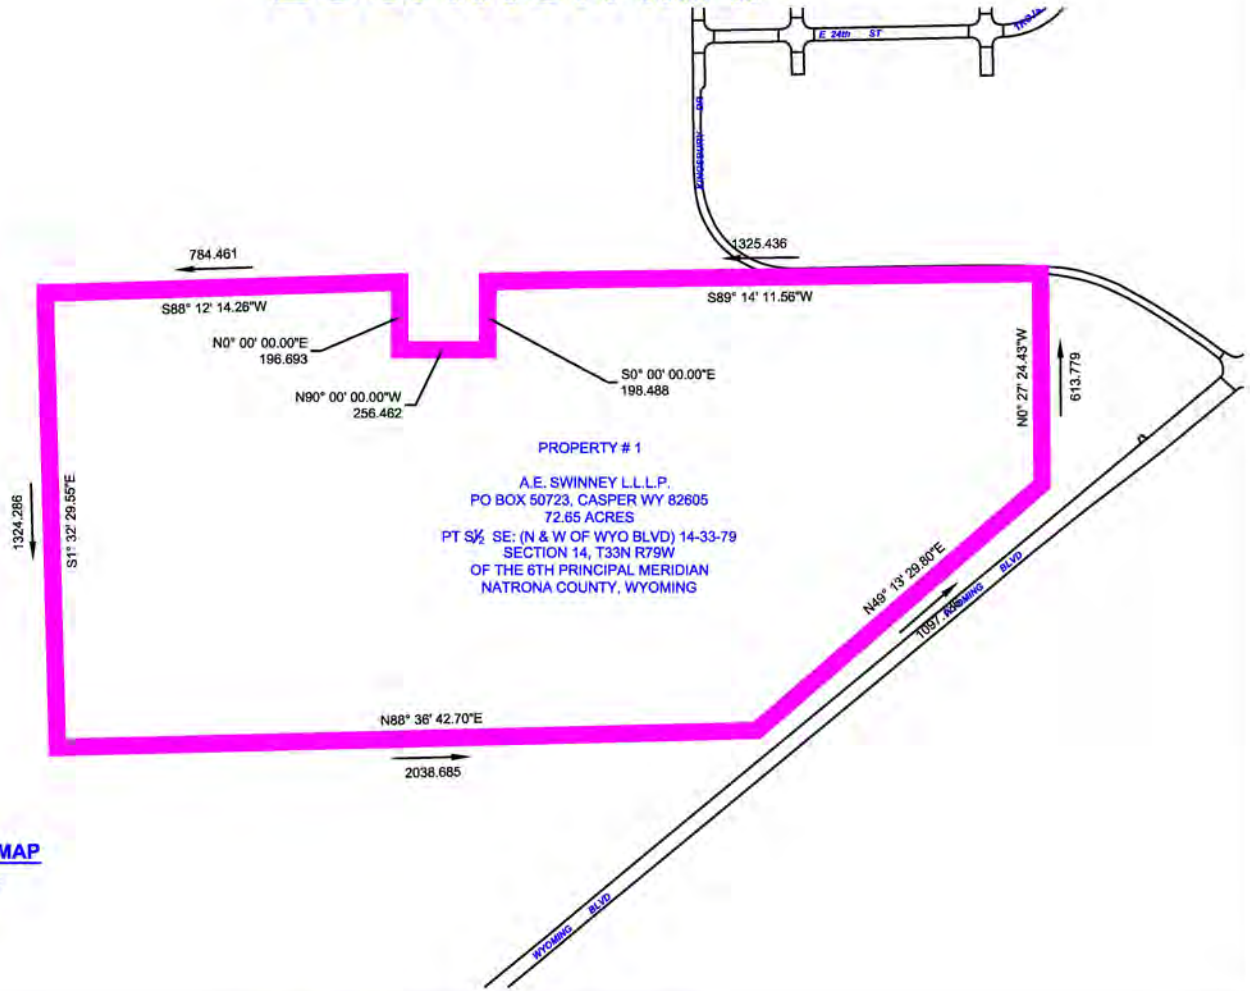 E 24th ST
KINGSBURY DR
784.461
1325.436
S88° 12' 14.26"W
S89° 14' 11.56"W
N0° 00' 00.00"E
196.693
S0° 00' 00.00"E
198.488
N90° 00' 00.00"W
256.462
N0° 27' 24.43"W
613.779
PROPERTY # 1
A.E. SWINNEY L.L.L.P.
PO BOX 50723, CASPER WY 82605
72.65 ACRES
PT S½ SE: (N & W OF WYO BLVD) 14-33-79
SECTION 14, T33N R79W
OF THE 6TH PRINCIPAL MERIDIAN
NATRONA COUNTY, WYOMING
1324.286
S1° 32' 29.55"E
N49° 13' 29.80"E
WYOMING BLVD
N88° 36' 42.70"E
2038.685
MAP
WYOMING BLVD